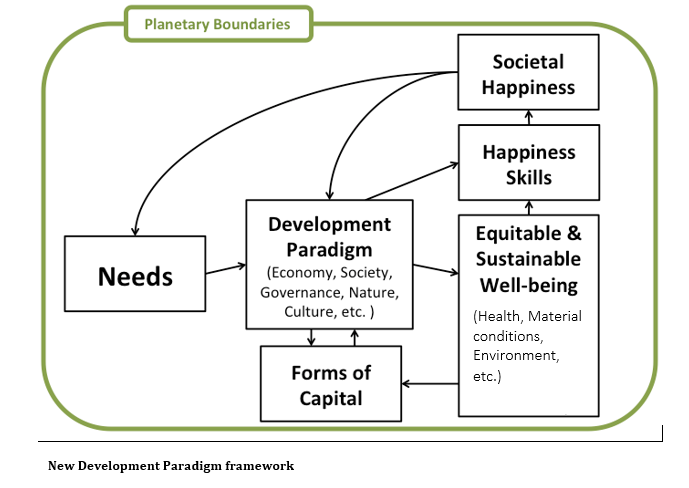 Planetary Boundaries
Societal
Happiness
Happiness
Skills
Development
Paradigm
(Economy, Society,
Governance, Nature,
Culture, etc. )
Equitable &
Sustainable
Well-being
(Health, Material
conditions,
Environment,
etc.)
Needs
Forms of
Capital
New Development Paradigm framework